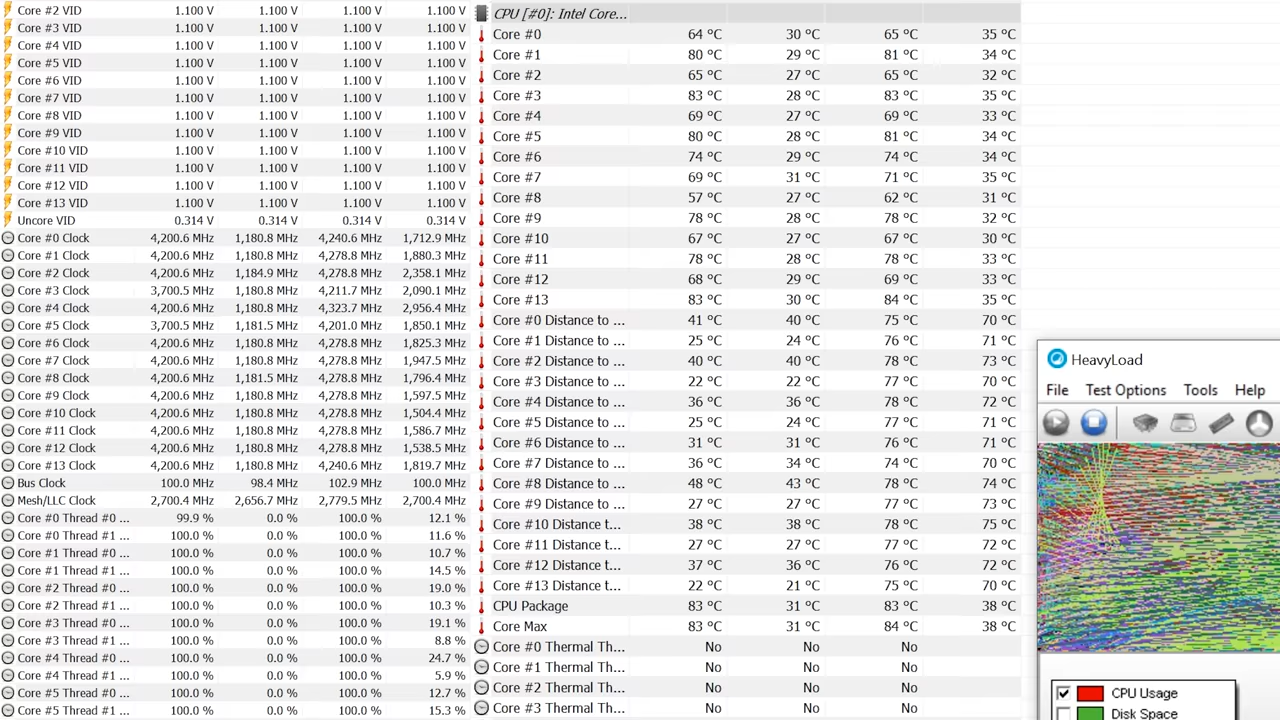 Core #2 VID 1.100 V 1.100 V 1.100 V 1.100 V
Core #3 VID 1.100 V 1.100 V 1.100 V 1.100 V
Core #4 VID 1.100 V 1.100 V 1.100 V 1.100 V
Core #5 VID 1.100 V 1.100 V 1.100 V 1.100 V
Core #6 VID 1.100 V 1.100 V 1.100 V 1.100 V
Core #7 VID 1.100 V 1.100 V 1.100 V 1.100 V
Core #8 VID 1.100 V 1.100 V 1.100 V 1.100 V
Core #9 VID 1.100 V 1.100 V 1.100 V 1.100 V
Core #10 VID 1.100 V 1.100 V 1.100 V 1.100 V
Core #11 VID 1.100 V 1.100 V 1.100 V 1.100 V
Core #12 VID 1.100 V 1.100 V 1.100 V 1.100 V
Core #13 VID 1.100 V 1.100 V 1.100 V 1.100 V
Uncore VID 0.314 V 0.314 V 0.314 V 0.314 V
Core #0 Clock 4,200.6 MHz 1,180.8 MHz 4,240.6 MHz 1,712.9 MHz
Core #1 Clock 4,200.6 MHz 1,180.8 MHz 4,278.8 MHz 1,880.3 MHz
Core #2 Clock 4,200.6 MHz 1,184.9 MHz 4,278.8 MHz 2,358.1 MHz
Core #3 Clock 3,700.5 MHz 1,180.8 MHz 4,211.7 MHz 2,090.1 MHz
Core #4 Clock 4,200.6 MHz 1,180.8 MHz 4,323.7 MHz 2,956.4 MHz
Core #5 Clock 3,700.5 MHz 1,181.5 MHz 4,201.0 MHz 1,850.1 MHz
Core #6 Clock 4,200.6 MHz 1,180.8 MHz 4,278.8 MHz 1,825.3 MHz
Core #7 Clock 4,200.6 MHz 1,180.8 MHz 4,278.8 MHz 1,947.5 MHz
Core #8 Clock 4,200.6 MHz 1,181.5 MHz 4,278.8 MHz 1,796.4 MHz
Core #9 Clock 4,200.6 MHz 1,180.8 MHz 4,278.8 MHz 1,597.5 MHz
Core #10 Clock 4,200.6 MHz 1,180.8 MHz 4,278.8 MHz 1,504.4 MHz
Core #11 Clock 4,200.6 MHz 1,180.8 MHz 4,278.8 MHz 1,586.7 MHz
Core #12 Clock 4,200.6 MHz 1,180.8 MHz 4,278.8 MHz 1,538.5 MHz
Core #13 Clock 4,200.6 MHz 1,180.8 MHz 4,240.6 MHz 1,819.7 MHz
Bus Clock 100.0 MHz 98.4 MHz 102.9 MHz 100.0 MHz
Mesh/LLC Clock 2,700.4 MHz 2,656.7 MHz 2,779.5 MHz 2,700.4 MHz
Core #0 Thread #0 ... 99.9 % 0.0 % 100.0 % 12.1 %
Core #0 Thread #1 ... 100.0 % 0.0 % 100.0 % 11.6 %
Core #1 Thread #0 ... 100.0 % 0.0 % 100.0 % 10.7 %
Core #1 Thread #1 ... 100.0 % 0.0 % 100.0 % 14.5 %
Core #2 Thread #0 ... 100.0 % 0.0 % 100.0 % 19.0 %
Core #2 Thread #1 ... 100.0 % 0.0 % 100.0 % 10.3 %
Core #3 Thread #0 ... 100.0 % 0.0 % 100.0 % 19.1 %
Core #3 Thread #1 ... 100.0 % 0.0 % 100.0 % 8.8 %
Core #4 Thread #0 ... 100.0 % 0.0 % 100.0 % 24.7 %
Core #4 Thread #1 ... 100.0 % 0.0 % 100.0 % 5.9 %
Core #5 Thread #0 ... 100.0 % 0.0 % 100.0 % 12.7 %
Core #5 Thread #1 ... 100.0 % 0.0 % 100.0 % 15.3 %
CPU [#0]: Intel Core...
Core #0 64 °C 30 °C 65 °C 35 °C
Core #1 80 °C 29 °C 81 °C 34 °C
Core #2 65 °C 27 °C 65 °C 32 °C
Core #3 83 °C 28 °C 83 °C 35 °C
Core #4 69 °C 27 °C 69 °C 33 °C
Core #5 80 °C 28 °C 81 °C 34 °C
Core #6 74 °C 29 °C 74 °C 34 °C
Core #7 69 °C 31 °C 71 °C 35 °C
Core #8 57 °C 27 °C 62 °C 31 °C
Core #9 78 °C 28 °C 78 °C 32 °C
Core #10 67 °C 27 °C 67 °C 30 °C
Core #11 78 °C 28 °C 78 °C 33 °C
Core #12 68 °C 29 °C 69 °C 33 °C
Core #13 83 °C 30 °C 84 °C 35 °C
Core #0 Distance to ... 41 °C 40 °C 75 °C 70 °C
Core #1 Distance to ... 25 °C 24 °C 76 °C 71 °C
Core #2 Distance to ... 40 °C 40 °C 78 °C 73 °C
Core #3 Distance to ... 22 °C 22 °C 77 °C 70 °C
Core #4 Distance to ... 36 °C 36 °C 78 °C 72 °C
Core #5 Distance to ... 25 °C 24 °C 77 °C 71 °C
Core #6 Distance to ... 31 °C 31 °C 76 °C 71 °C
Core #7 Distance to ... 36 °C 34 °C 74 °C 70 °C
Core #8 Distance to ... 48 °C 43 °C 78 °C 74 °C
Core #9 Distance to ... 27 °C 27 °C 77 °C 73 °C
Core #10 Distance t... 38 °C 38 °C 78 °C 75 °C
Core #11 Distance t... 27 °C 27 °C 77 °C 72 °C
Core #12 Distance t... 37 °C 36 °C 76 °C 72 °C
Core #13 Distance t... 22 °C 21 °C 75 °C 70 °C
CPU Package 83 °C 31 °C 83 °C 38 °C
Core Max 83 °C 31 °C 84 °C 38 °C
Core #0 Thermal Th... No No No
Core #1 Thermal Th... No No No
Core #2 Thermal Th... No No No
Core #3 Thermal Th... No No No
HeavyLoad
File Test Options Tools Help
CPU Usage
Disk Space